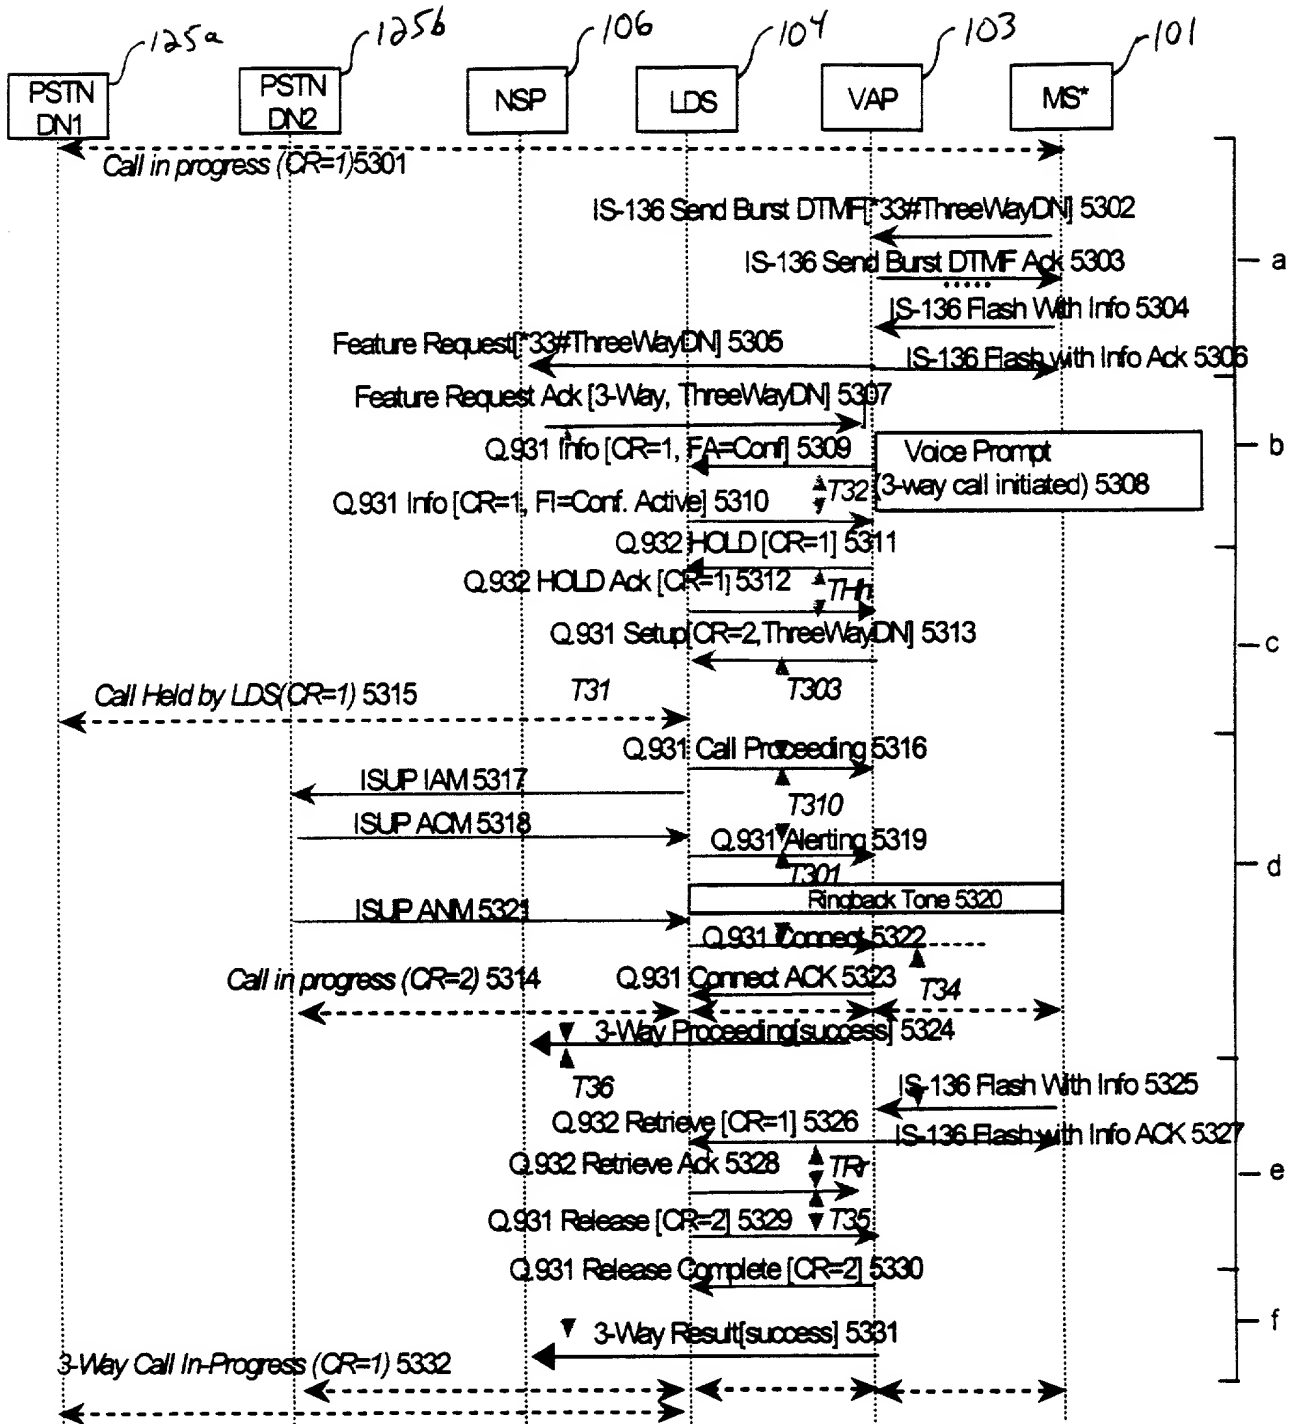 125a
125b
106
104
103
101
PSTN
DN1
PSTN
DN2
NSP
LDS
VAP
MS*
Call in progress (CR=1)5301
IS-136 Send Burst DTMF[*33#ThreeWayDN] 5302
a
IS-136 Send Burst DTMF Ack 5303
IS-136 Flash With Info 5304
Feature Request[*33#ThreeWayDN] 5305
IS-136 Flash with Info Ack 5306
Feature Request Ack [3-Way, ThreeWayDN] 5307
b
Q.931 Info [CR=1, FA=Conf] 5309
Voice Prompt
(3-way call initiated) 5308
T32
Q.931 Info [CR=1, FI=Conf. Active] 5310
Q.932 HOLD [CR=1] 5311
Q.932 HOLD Ack [CR=1] 5312
THh
Q.931 Setup[CR=2,ThreeWayDN] 5313
c
Call Held by LDS(CR=1) 5315
T31
T303
Q.931 Call Proceeding 5316
ISUP IAM 5317
T310
ISUP ACM 5318
Q.931 Alerting 5319
d
T301
Ringback Tone 5320
ISUP ANM 5321
Q.931 Connect 5322
Call in progress (CR=2) 5314
Q.931 Connect ACK 5323
T34
3-Way Proceeding[success] 5324
T36
IS-136 Flash With Info 5325
Q.932 Retrieve [CR=1] 5326
IS-136 Flash with Info ACK 5327
Q.932 Retrieve Ack 5328
TRr
e
Q.931 Release [CR=2] 5329
T35
Q.931 Release Complete [CR=2] 5330
f
3-Way Result[success] 5331
3-Way Call In-Progress (CR=1) 5332